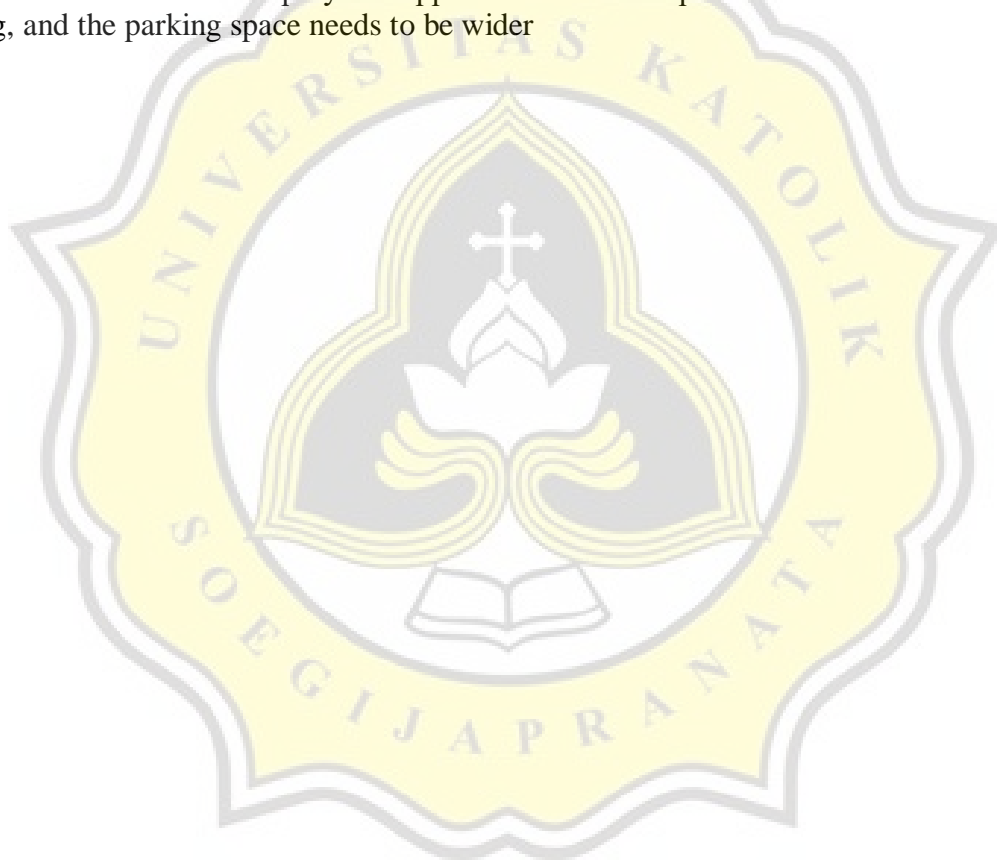 g, and the parking space needs to be wider
UNIVERSITAS KATOLIK
SOEGIJAPRANATA